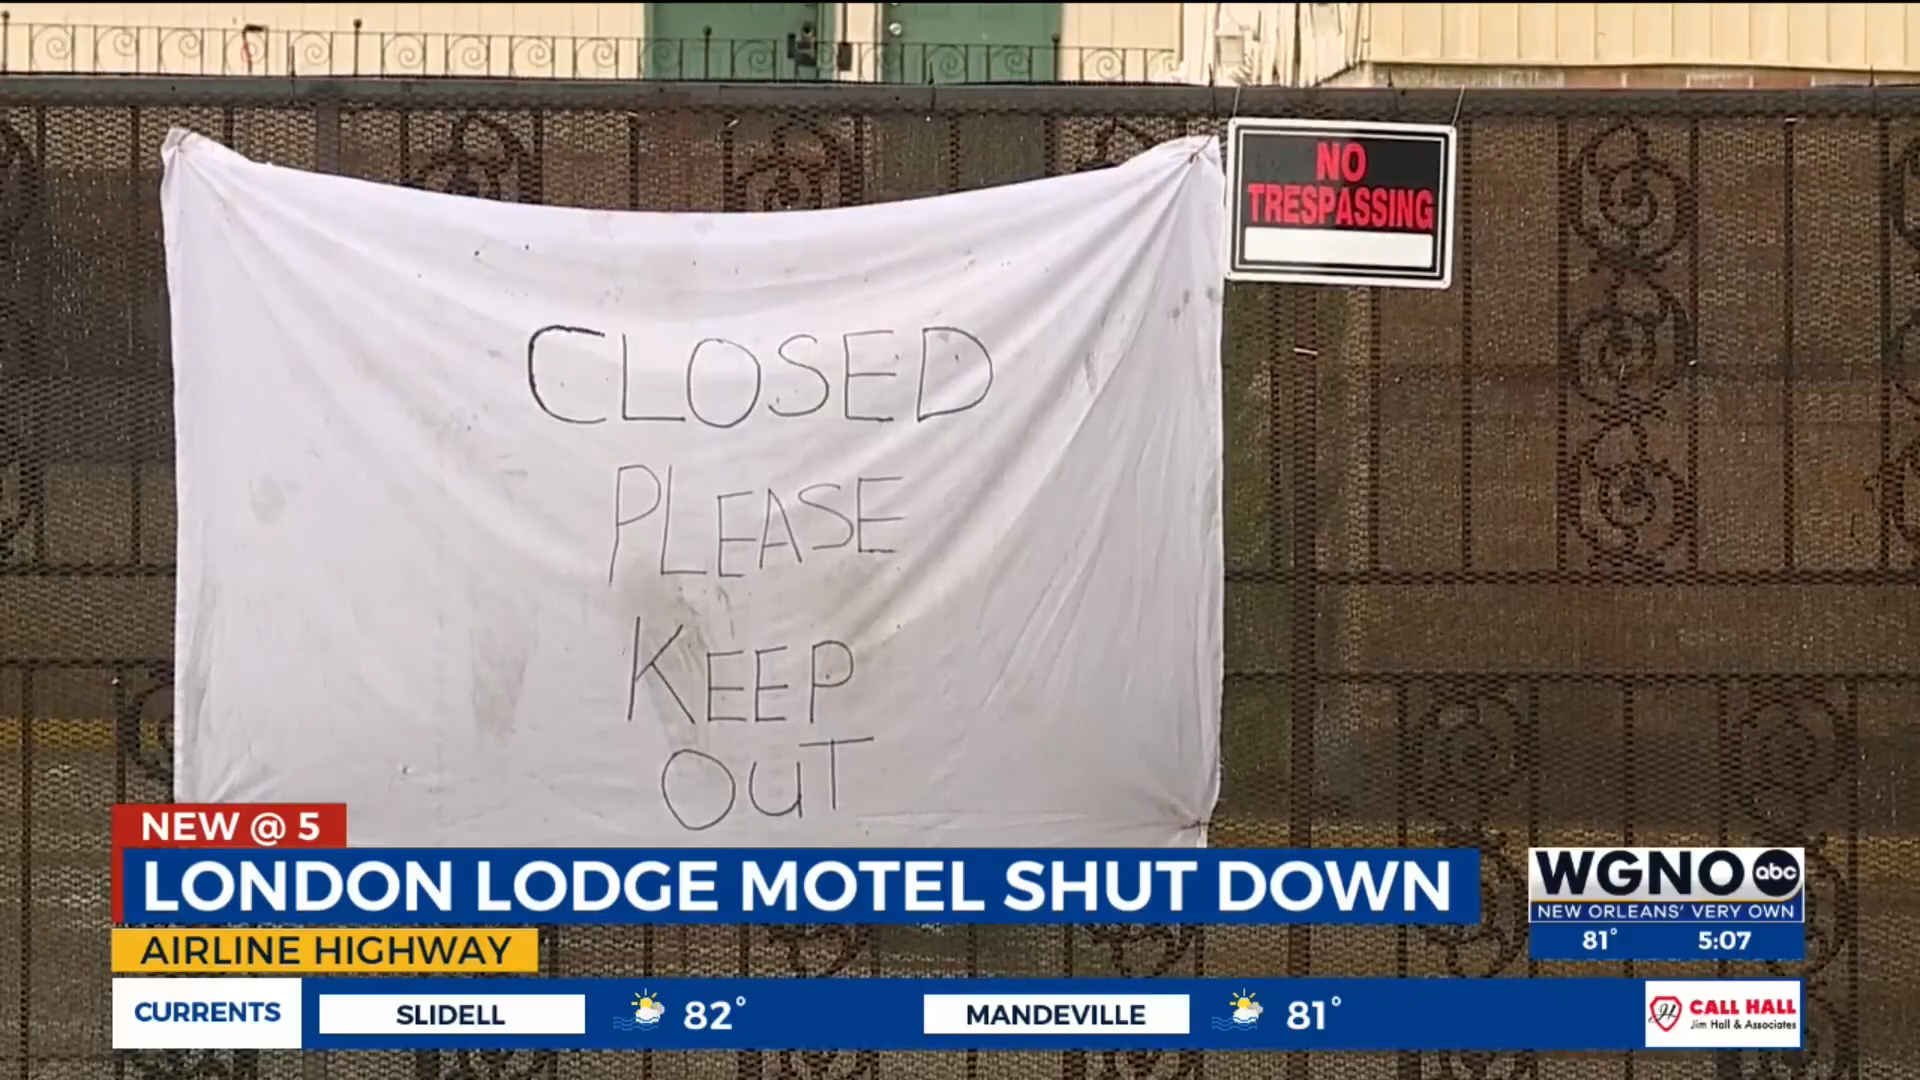 NO
TRESPASSING
CLOSED
PLEASE
KEEP
OUT
NEW @ 5
LONDON LODGE MOTEL SHUT DOWN
AIRLINE HIGHWAY
WGNO abc
NEW ORLEANS' VERY OWN
81° 5:07
CURRENTS SLIDELL 82° MANDEVILLE 81°
CALL HALL
Jim Hall & Associates